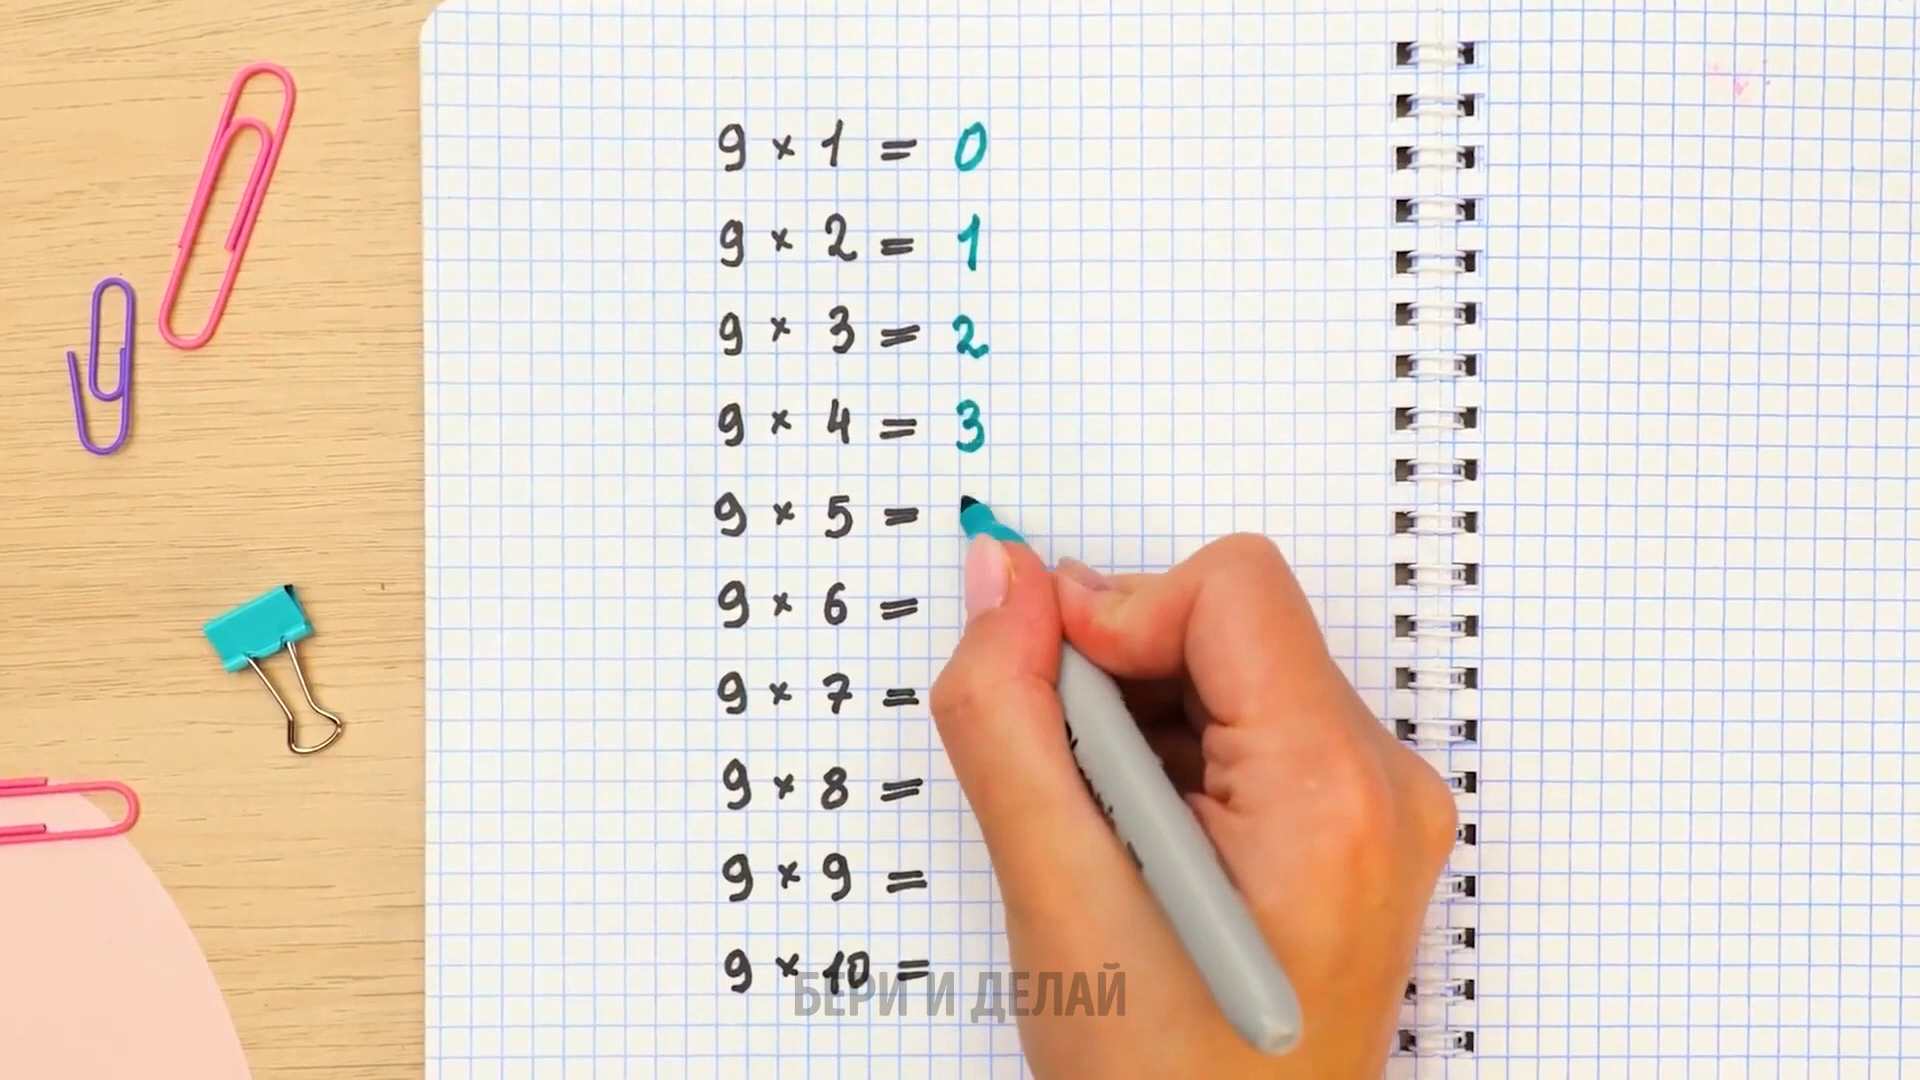 9 × 1 = 0
9 × 2 = 1
9 × 3 = 2
9 × 4 = 3
9 × 5 =
9 × 6 =
9 × 7 =
9 × 8 =
9 × 9 =
9 × 10 =
БЕРИ И ДЕЛАЙ